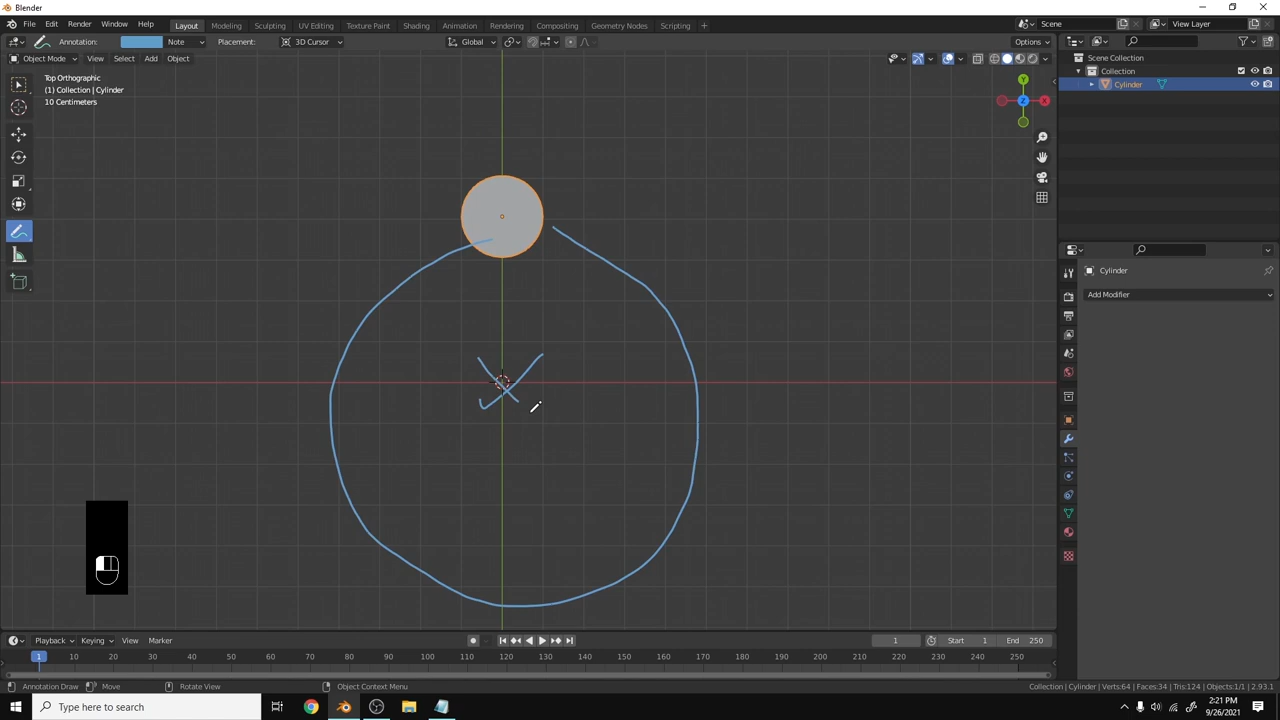 Blender
File Edit Render Window Help Layout Modeling Sculpting UV Editing Texture Paint Shading Animation Rendering Compositing Geometry Nodes Scripting + Scene View Layer
Annotation: Note Placement: 3D Cursor Global Options
Object Mode View Select Add Object
Top Orthographic
(1) Collection | Cylinder
10 Centimeters
Y
Z X
Scene Collection
Collection
Cylinder
Cylinder
Add Modifier
Playback Keying View Marker 1 Start 1 End 250
1 10 20 30 40 50 60 70 80 90 100 110 120 130 140 150 160 170 180 190 200 210 220 230 240 250
Annotation Draw Move Rotate View Object Context Menu Collection | Cylinder | Verts:64 | Faces:34 | Tris:124 | Objects:1/1 | 2.93.1
Type here to search
2:21 PM
9/26/2021